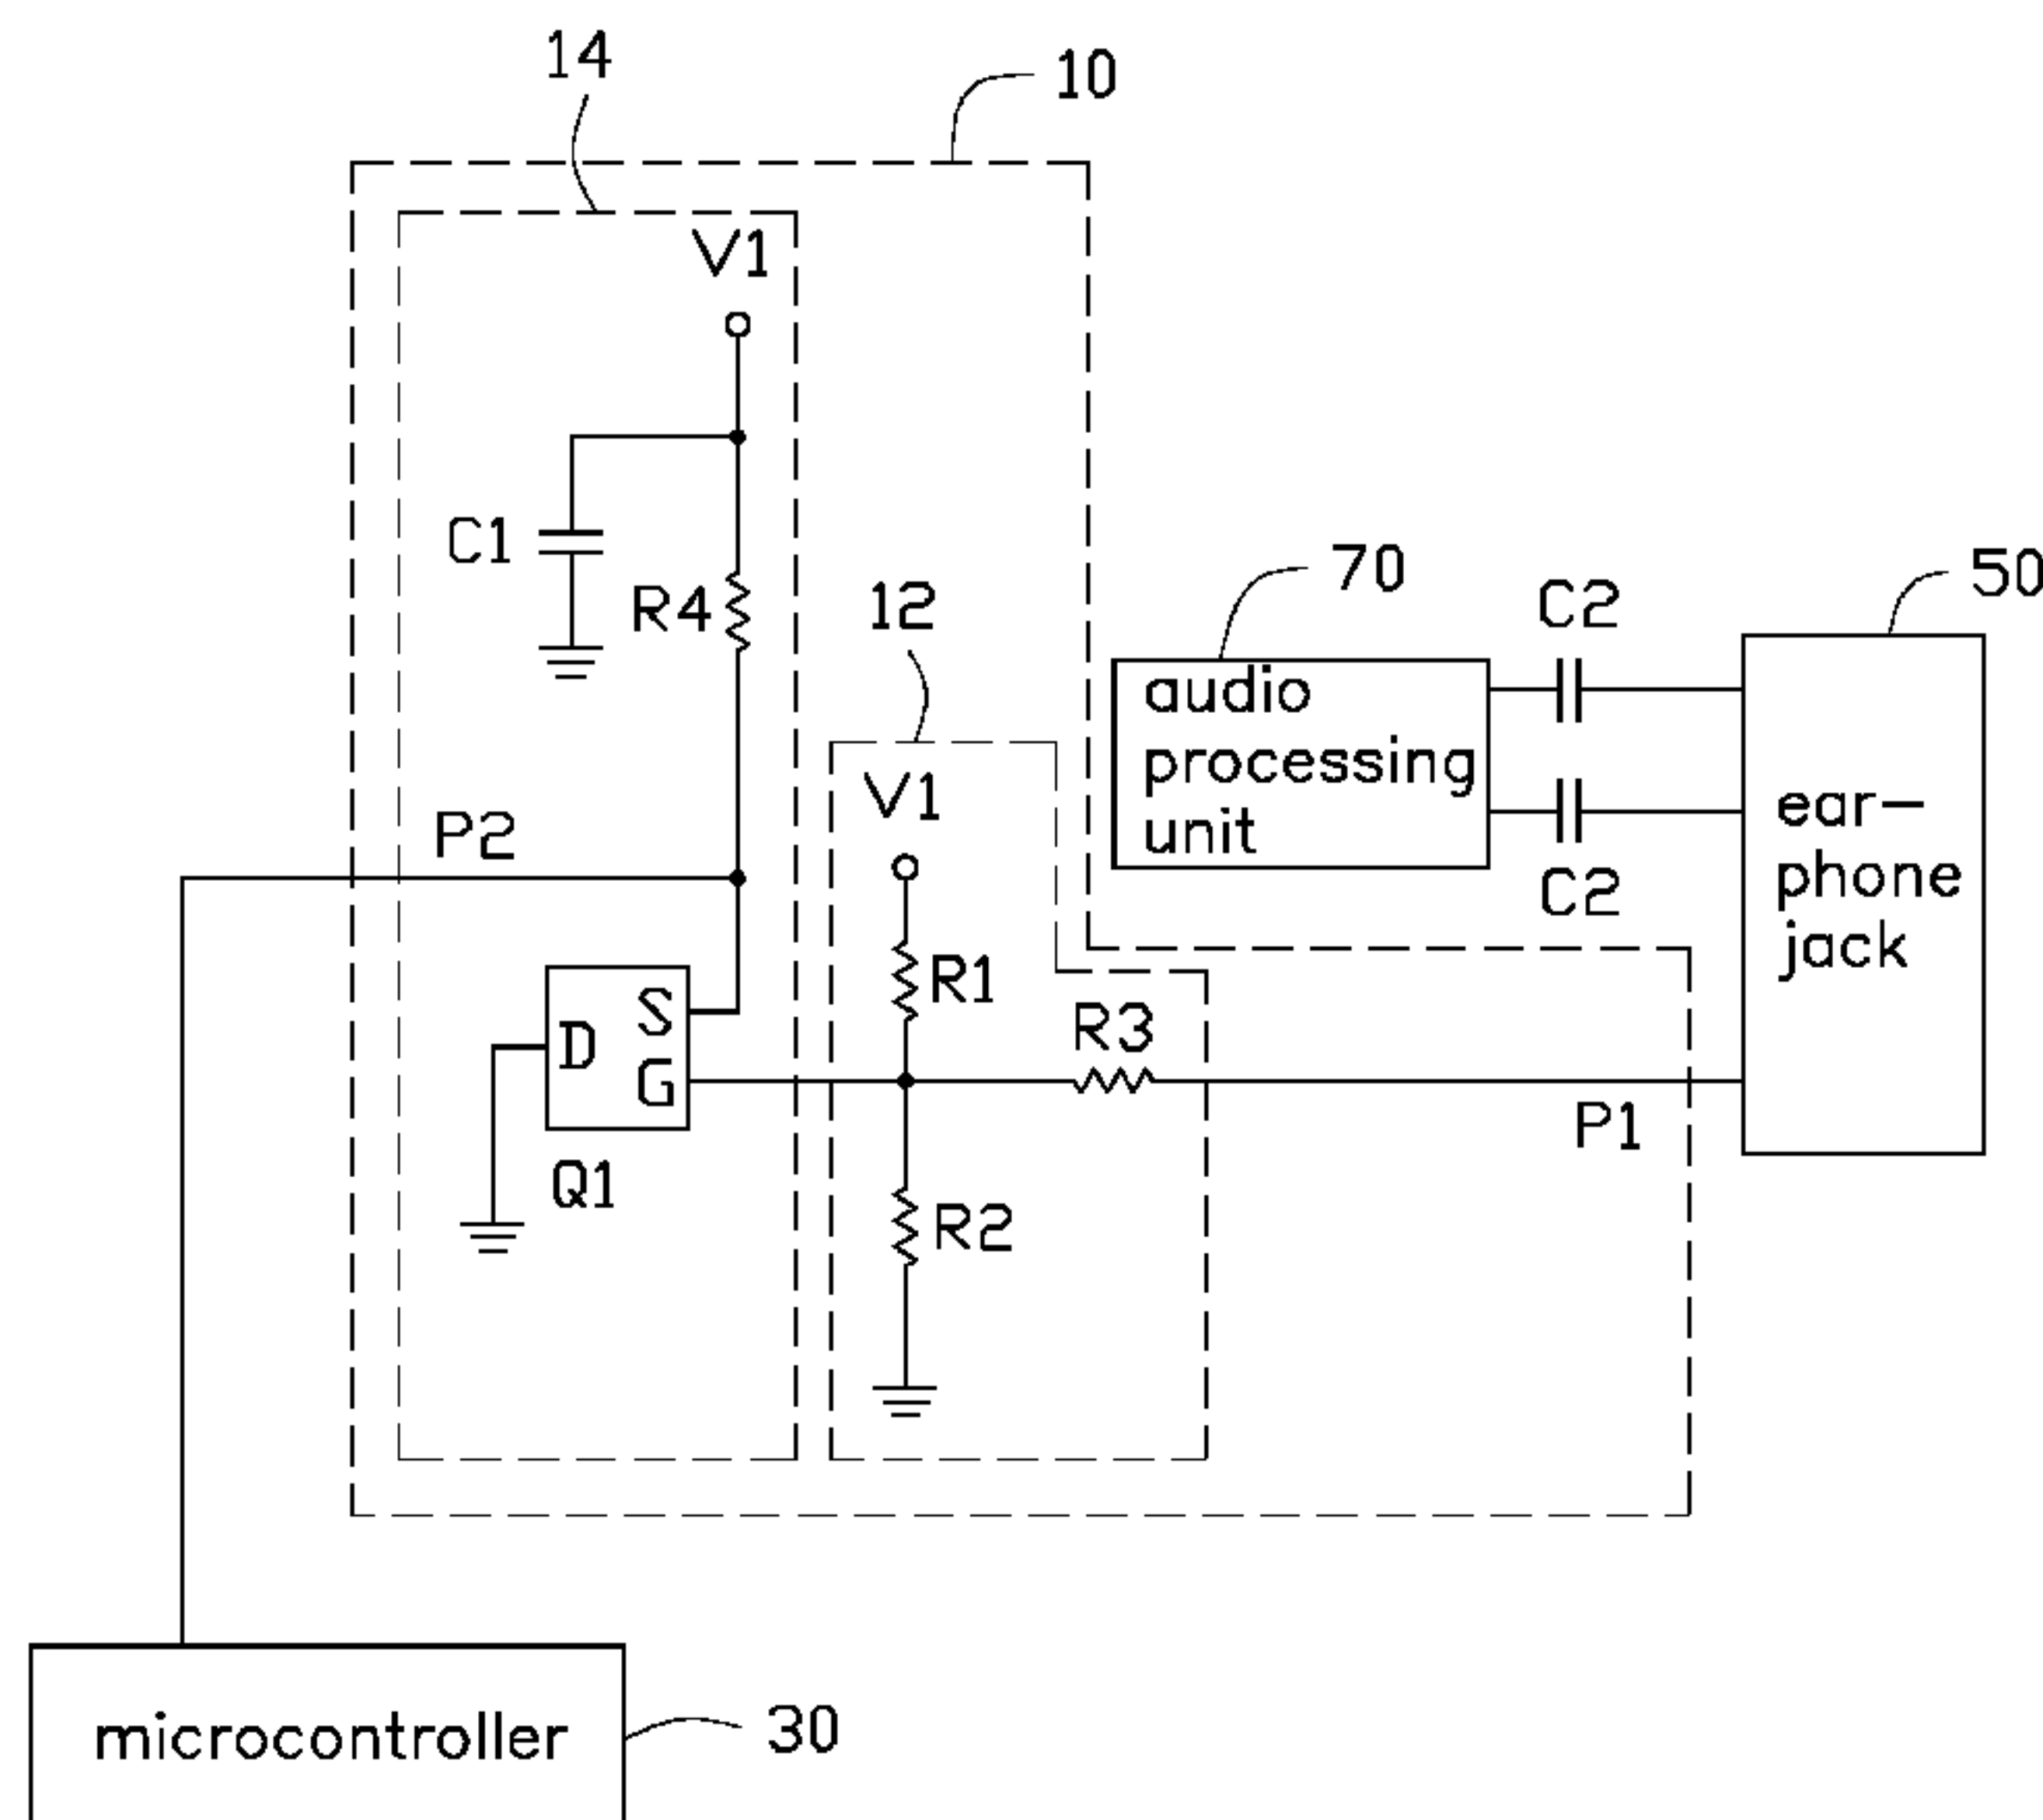 14
10
V1
C1
R4
12
70
C2
50
audio
processing
unit
V1
P2
C2
ear-
phone
jack
R1
R3
D
S
G
P1
Q1
R2
microcontroller
30